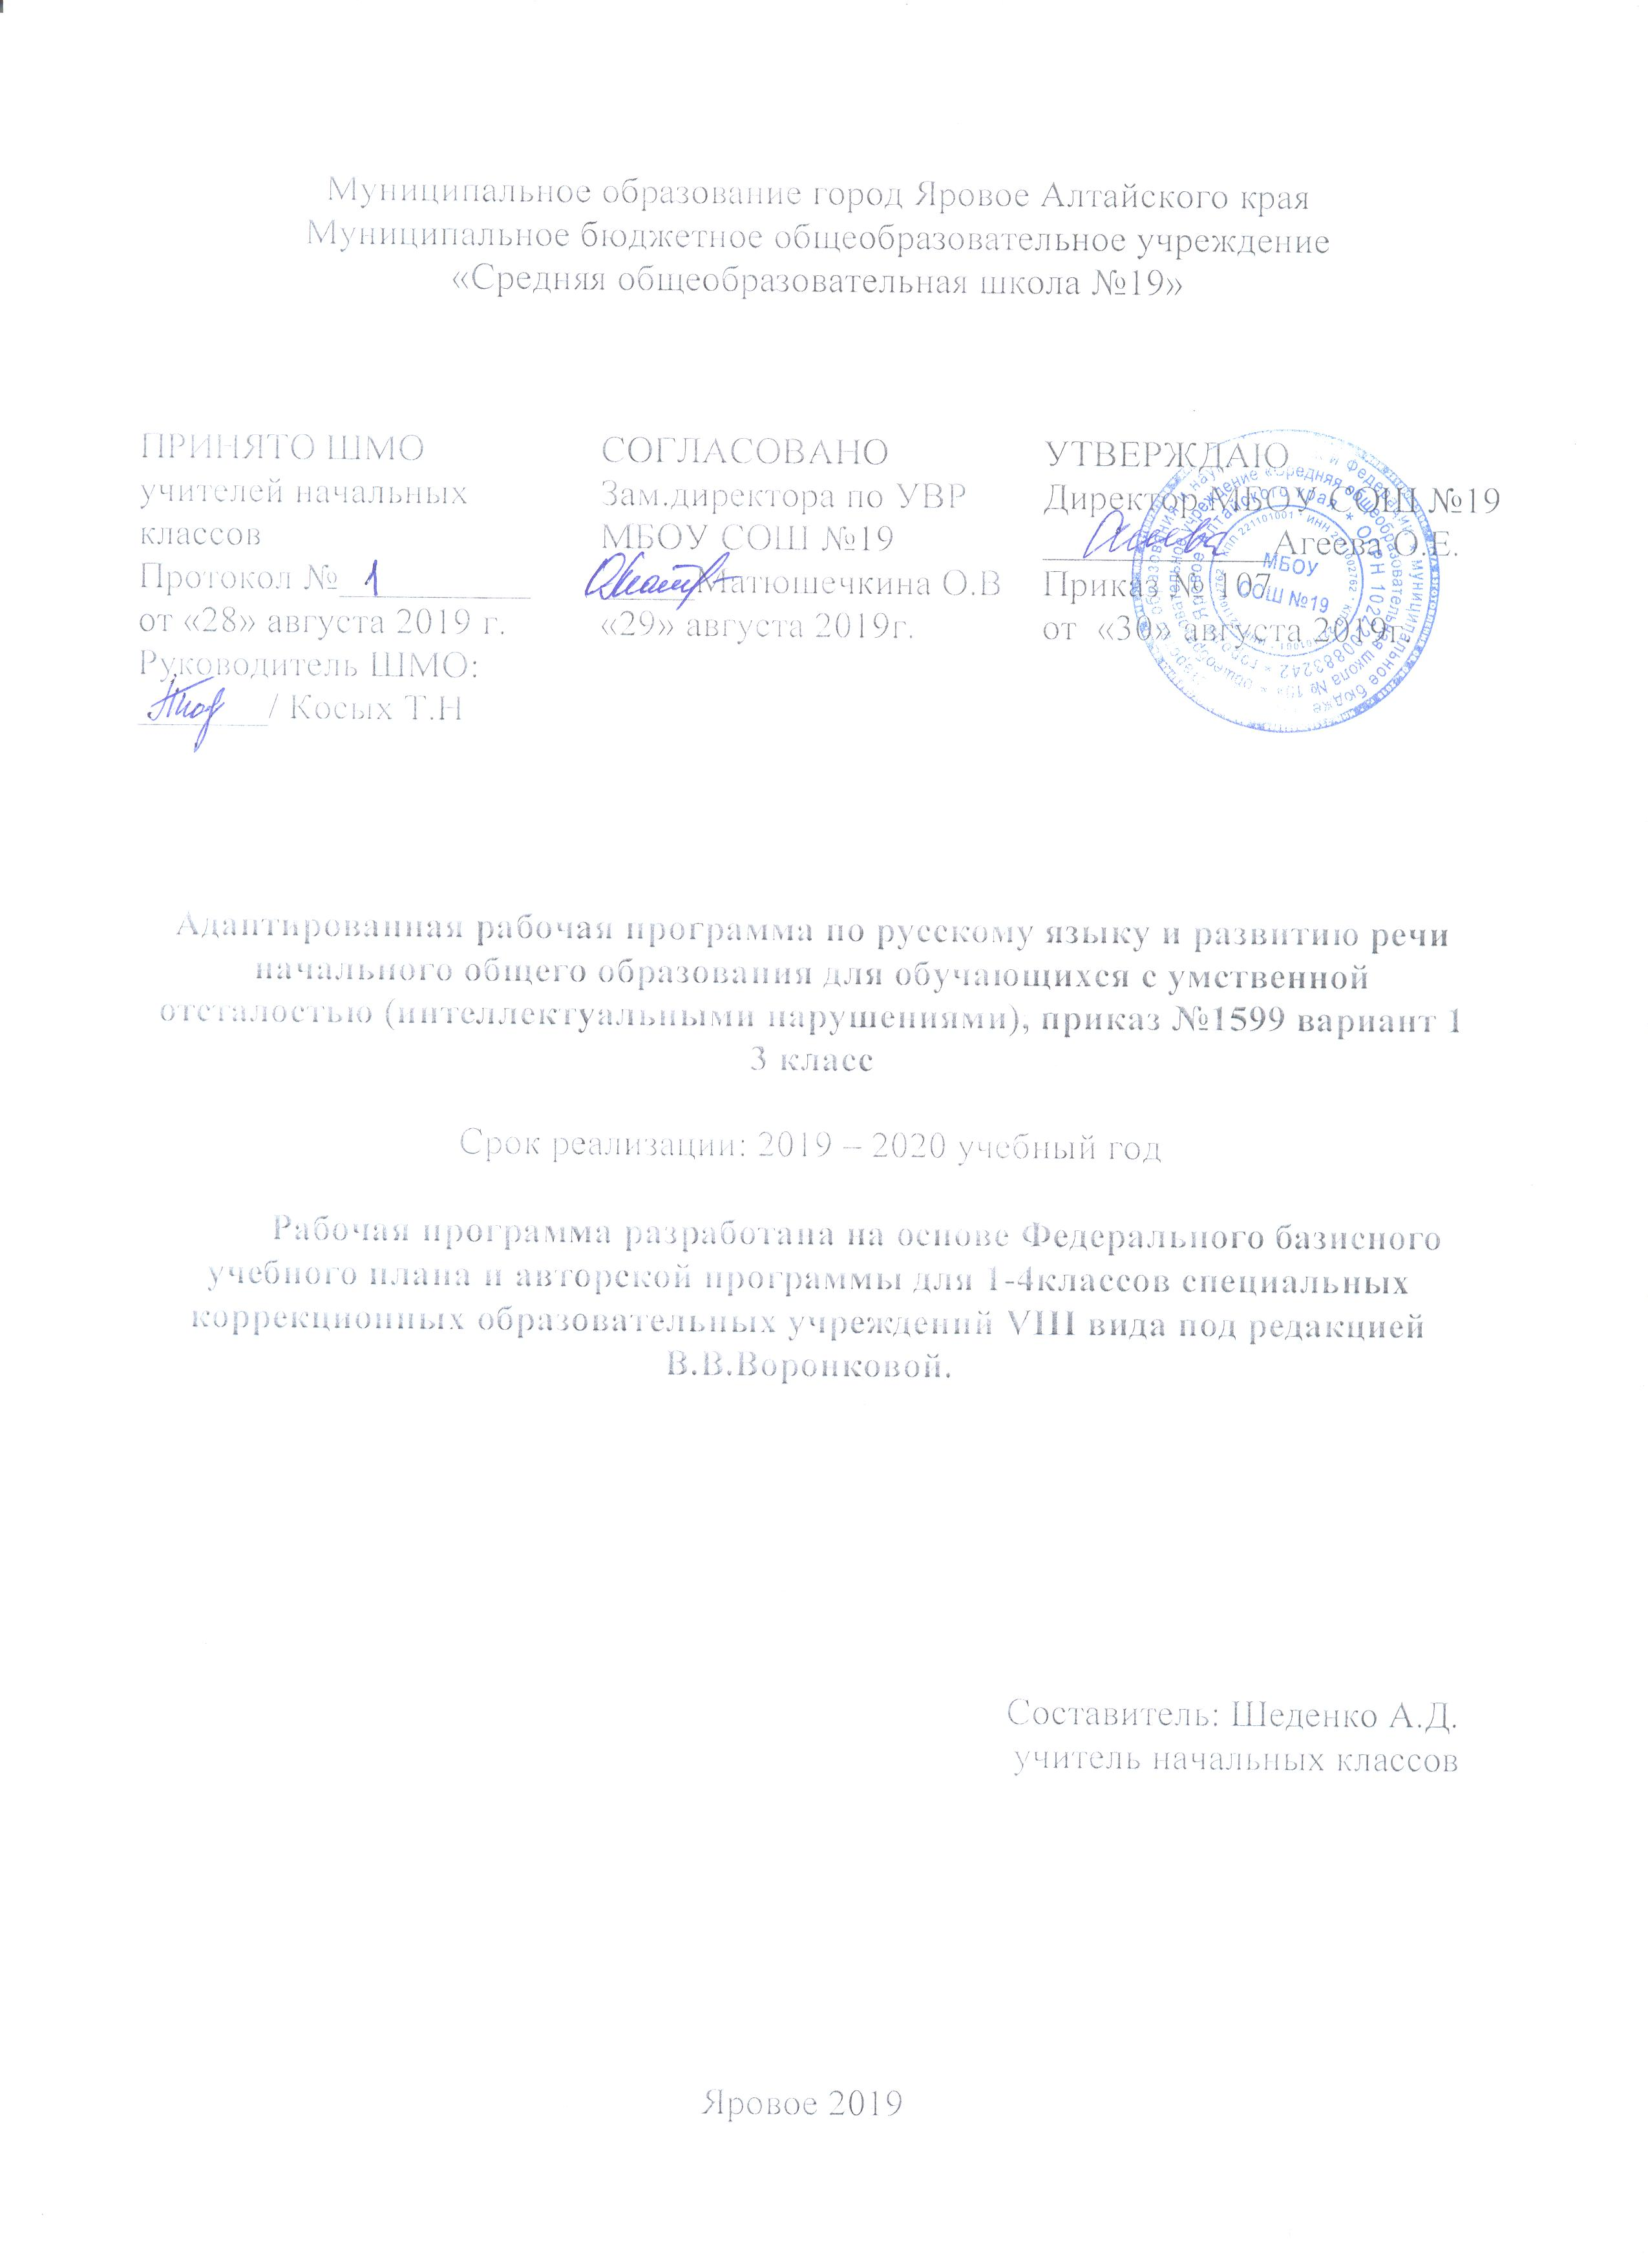 Муниципальное образование город Яровое Алтайского края
Муниципальное бюджетное общеобразовательное учреждение
«Средняя общеобразовательная школа №19»
ПРИНЯТО ШМО
учителей начальных
классов
Протокол № 1
от «28» августа 2019 г.
Руководитель ШМО:
/ Косых Т.Н
СОГЛАСОВАНО
Зам.директора по УВР
МБОУ СОШ №19
Матюшечкина О.В
«29» августа 2019г.
УТВЕРЖДАЮ
Директор МБОУ СОШ №19
Агеева О.Е.
Приказ № 107
от «30» августа 2019г.
МБОУ
СОШ №19
Адаптированная рабочая программа по русскому языку и развитию речи
начального общего образования для обучающихся с умственной
отсталостью (интеллектуальными нарушениями), приказ №1599 вариант 1
3 класс
Срок реализации: 2019 – 2020 учебный год
Рабочая программа разработана на основе Федерального базисного
учебного плана и авторской программы для 1-4классов специальных
коррекционных образовательных учреждений VIII вида под редакцией
В.В.Воронковой.
Составитель: Шеденко А.Д.
учитель начальных классов
Яровое 2019